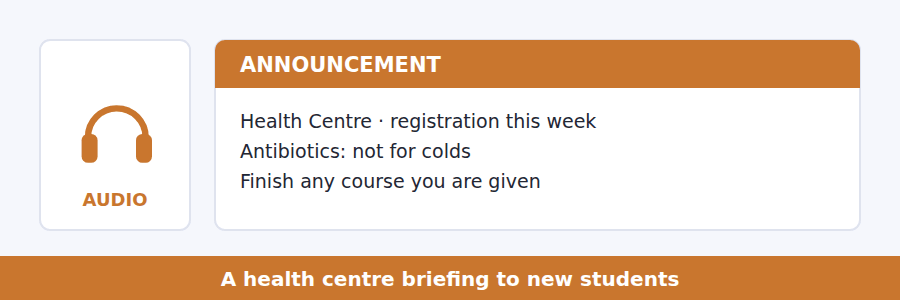 AUDIO
ANNOUNCEMENT
Health Centre · registration this week
Antibiotics: not for colds
Finish any course you are given
A health centre briefing to new students